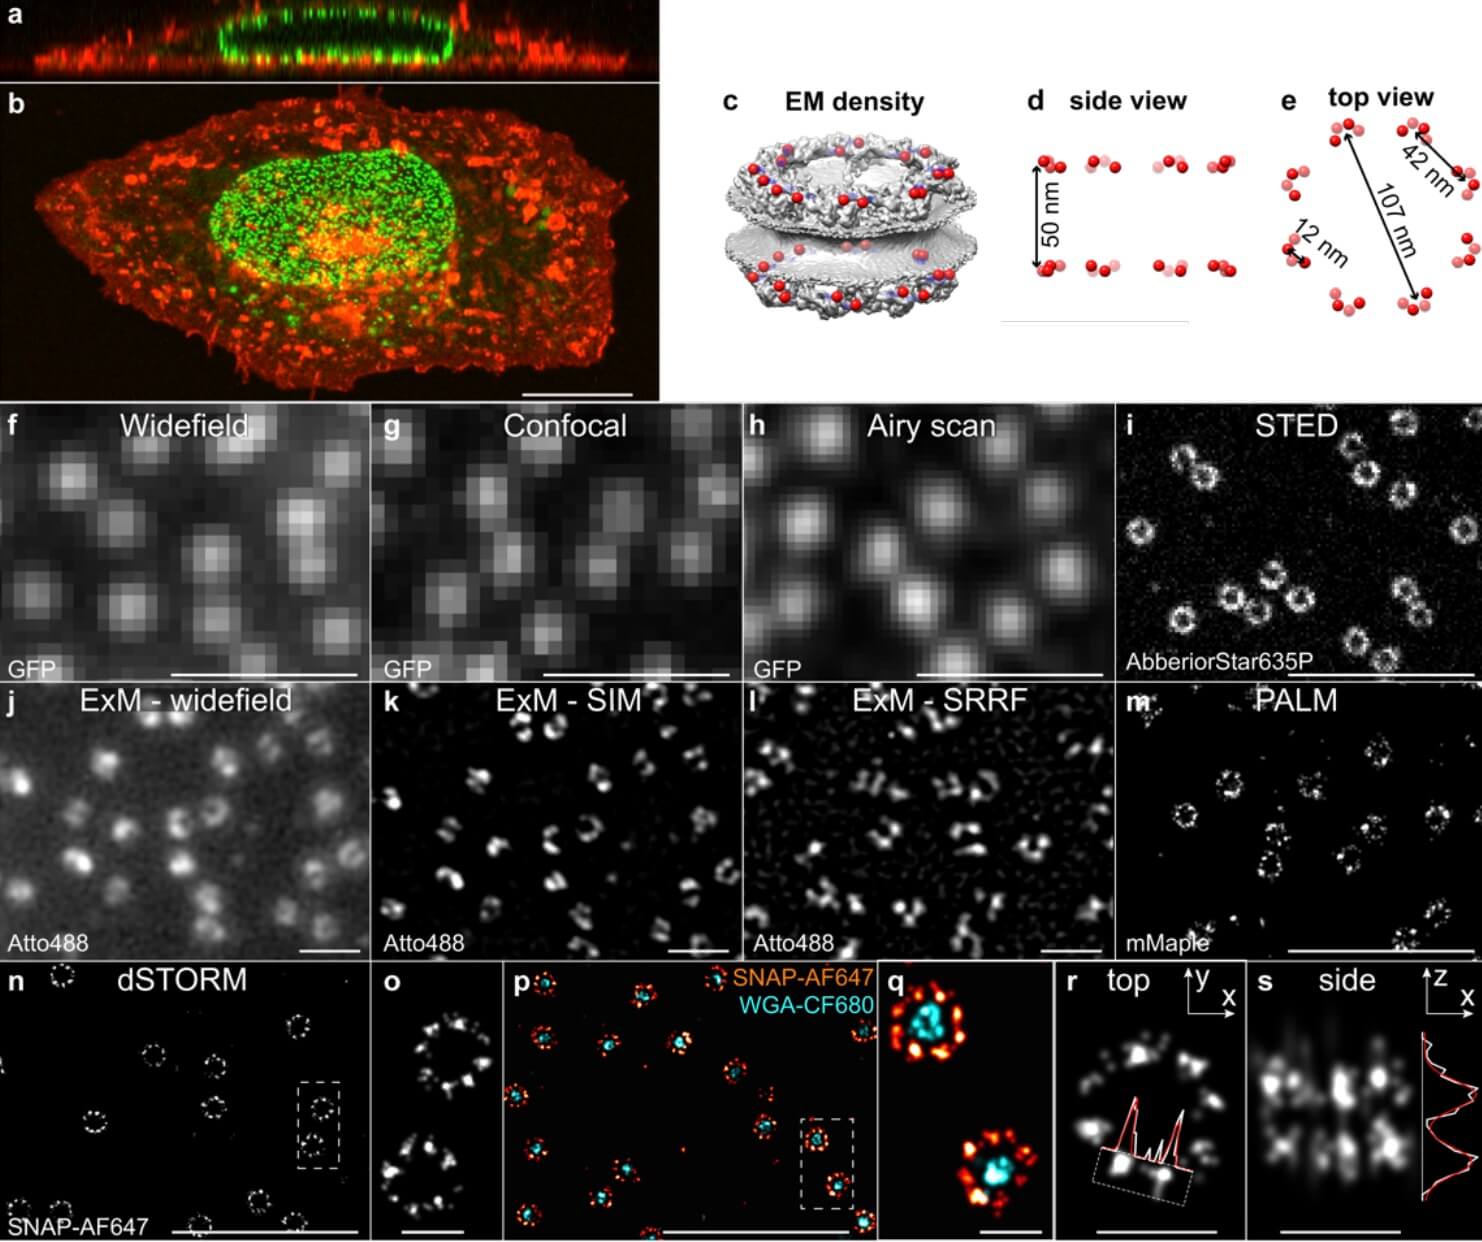 a
b
c EM density
d side view
e top view
50 nm
42 nm
107 nm
12 nm
f Widefield
GFP
g Confocal
GFP
h Airy scan
GFP
i STED
AbberiorStar635P
j ExM - widefield
Atto488
k ExM - SIM
Atto488
l ExM - SRRF
Atto488
m PALM
mMaple
n dSTORM
SNAP-AF647
o
p SNAP-AF647
WGA-CF680
q
r top y
x
s side z
x